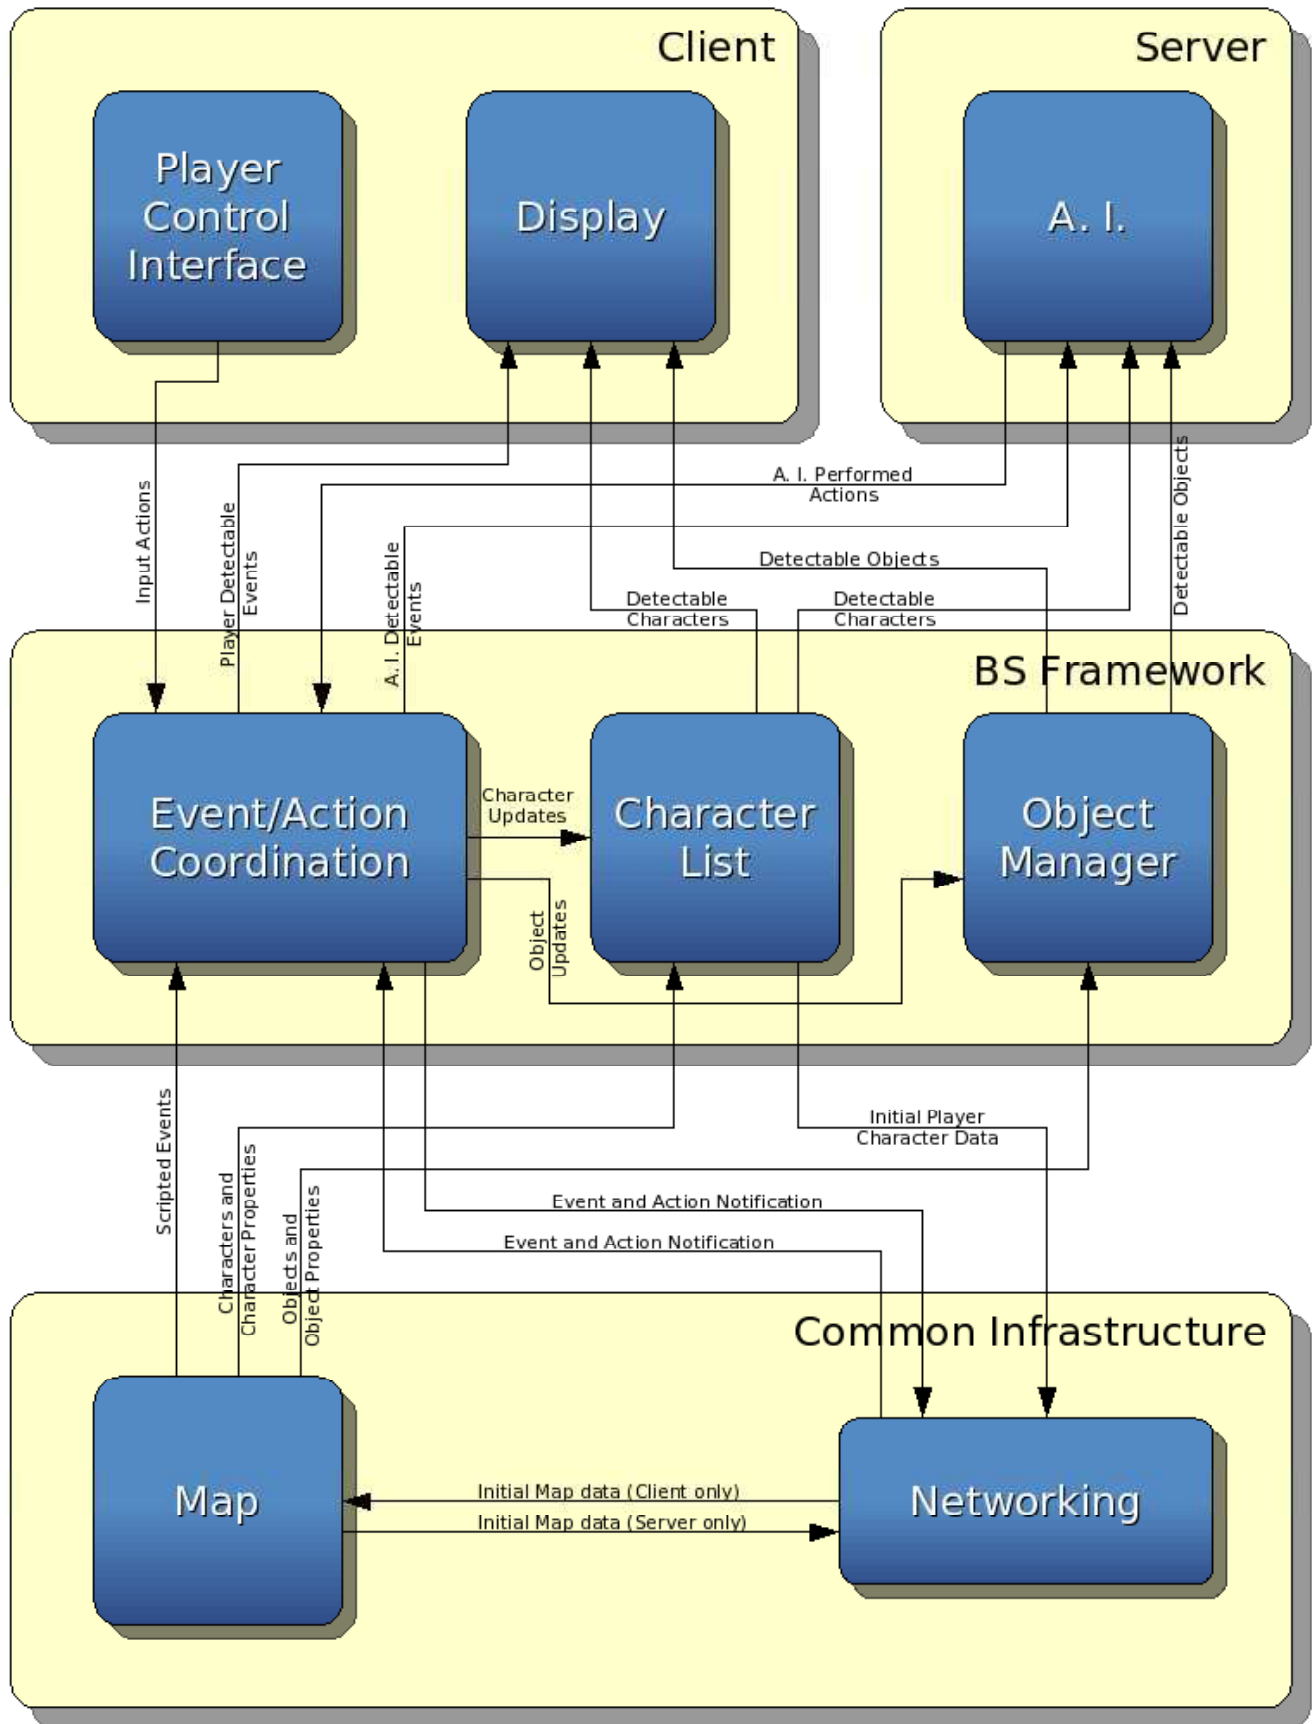 Client
Server
Player
Control
Interface
Display
A. I.
Input Actions
Player Detectable
Events
A. I. Detectable
Events
A. I. Performed
Actions
Detectable Objects
Detectable
Characters
Detectable
Characters
Detectable Objects
BS Framework
Event/Action
Coordination
Character
Updates
Object
Updates
Character
List
Object
Manager
Scripted Events
Characters and
Character Properties
Objects and
Object Properties
Initial Player
Character Data
Event and Action Notification
Event and Action Notification
Common Infrastructure
Map
Initial Map data (Client only)
Initial Map data (Server only)
Networking